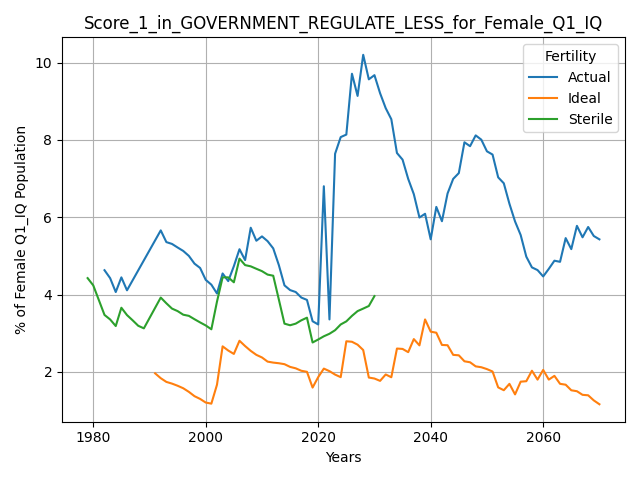 Score_1_in_GOVERNMENT_REGULATE_LESS_for_Female_Q1_IQ
% of Female Q1_IQ Population
10
8
6
4
2
Fertility
Actual
Ideal
Sterile
1980
2000
2020
2040
2060
Years